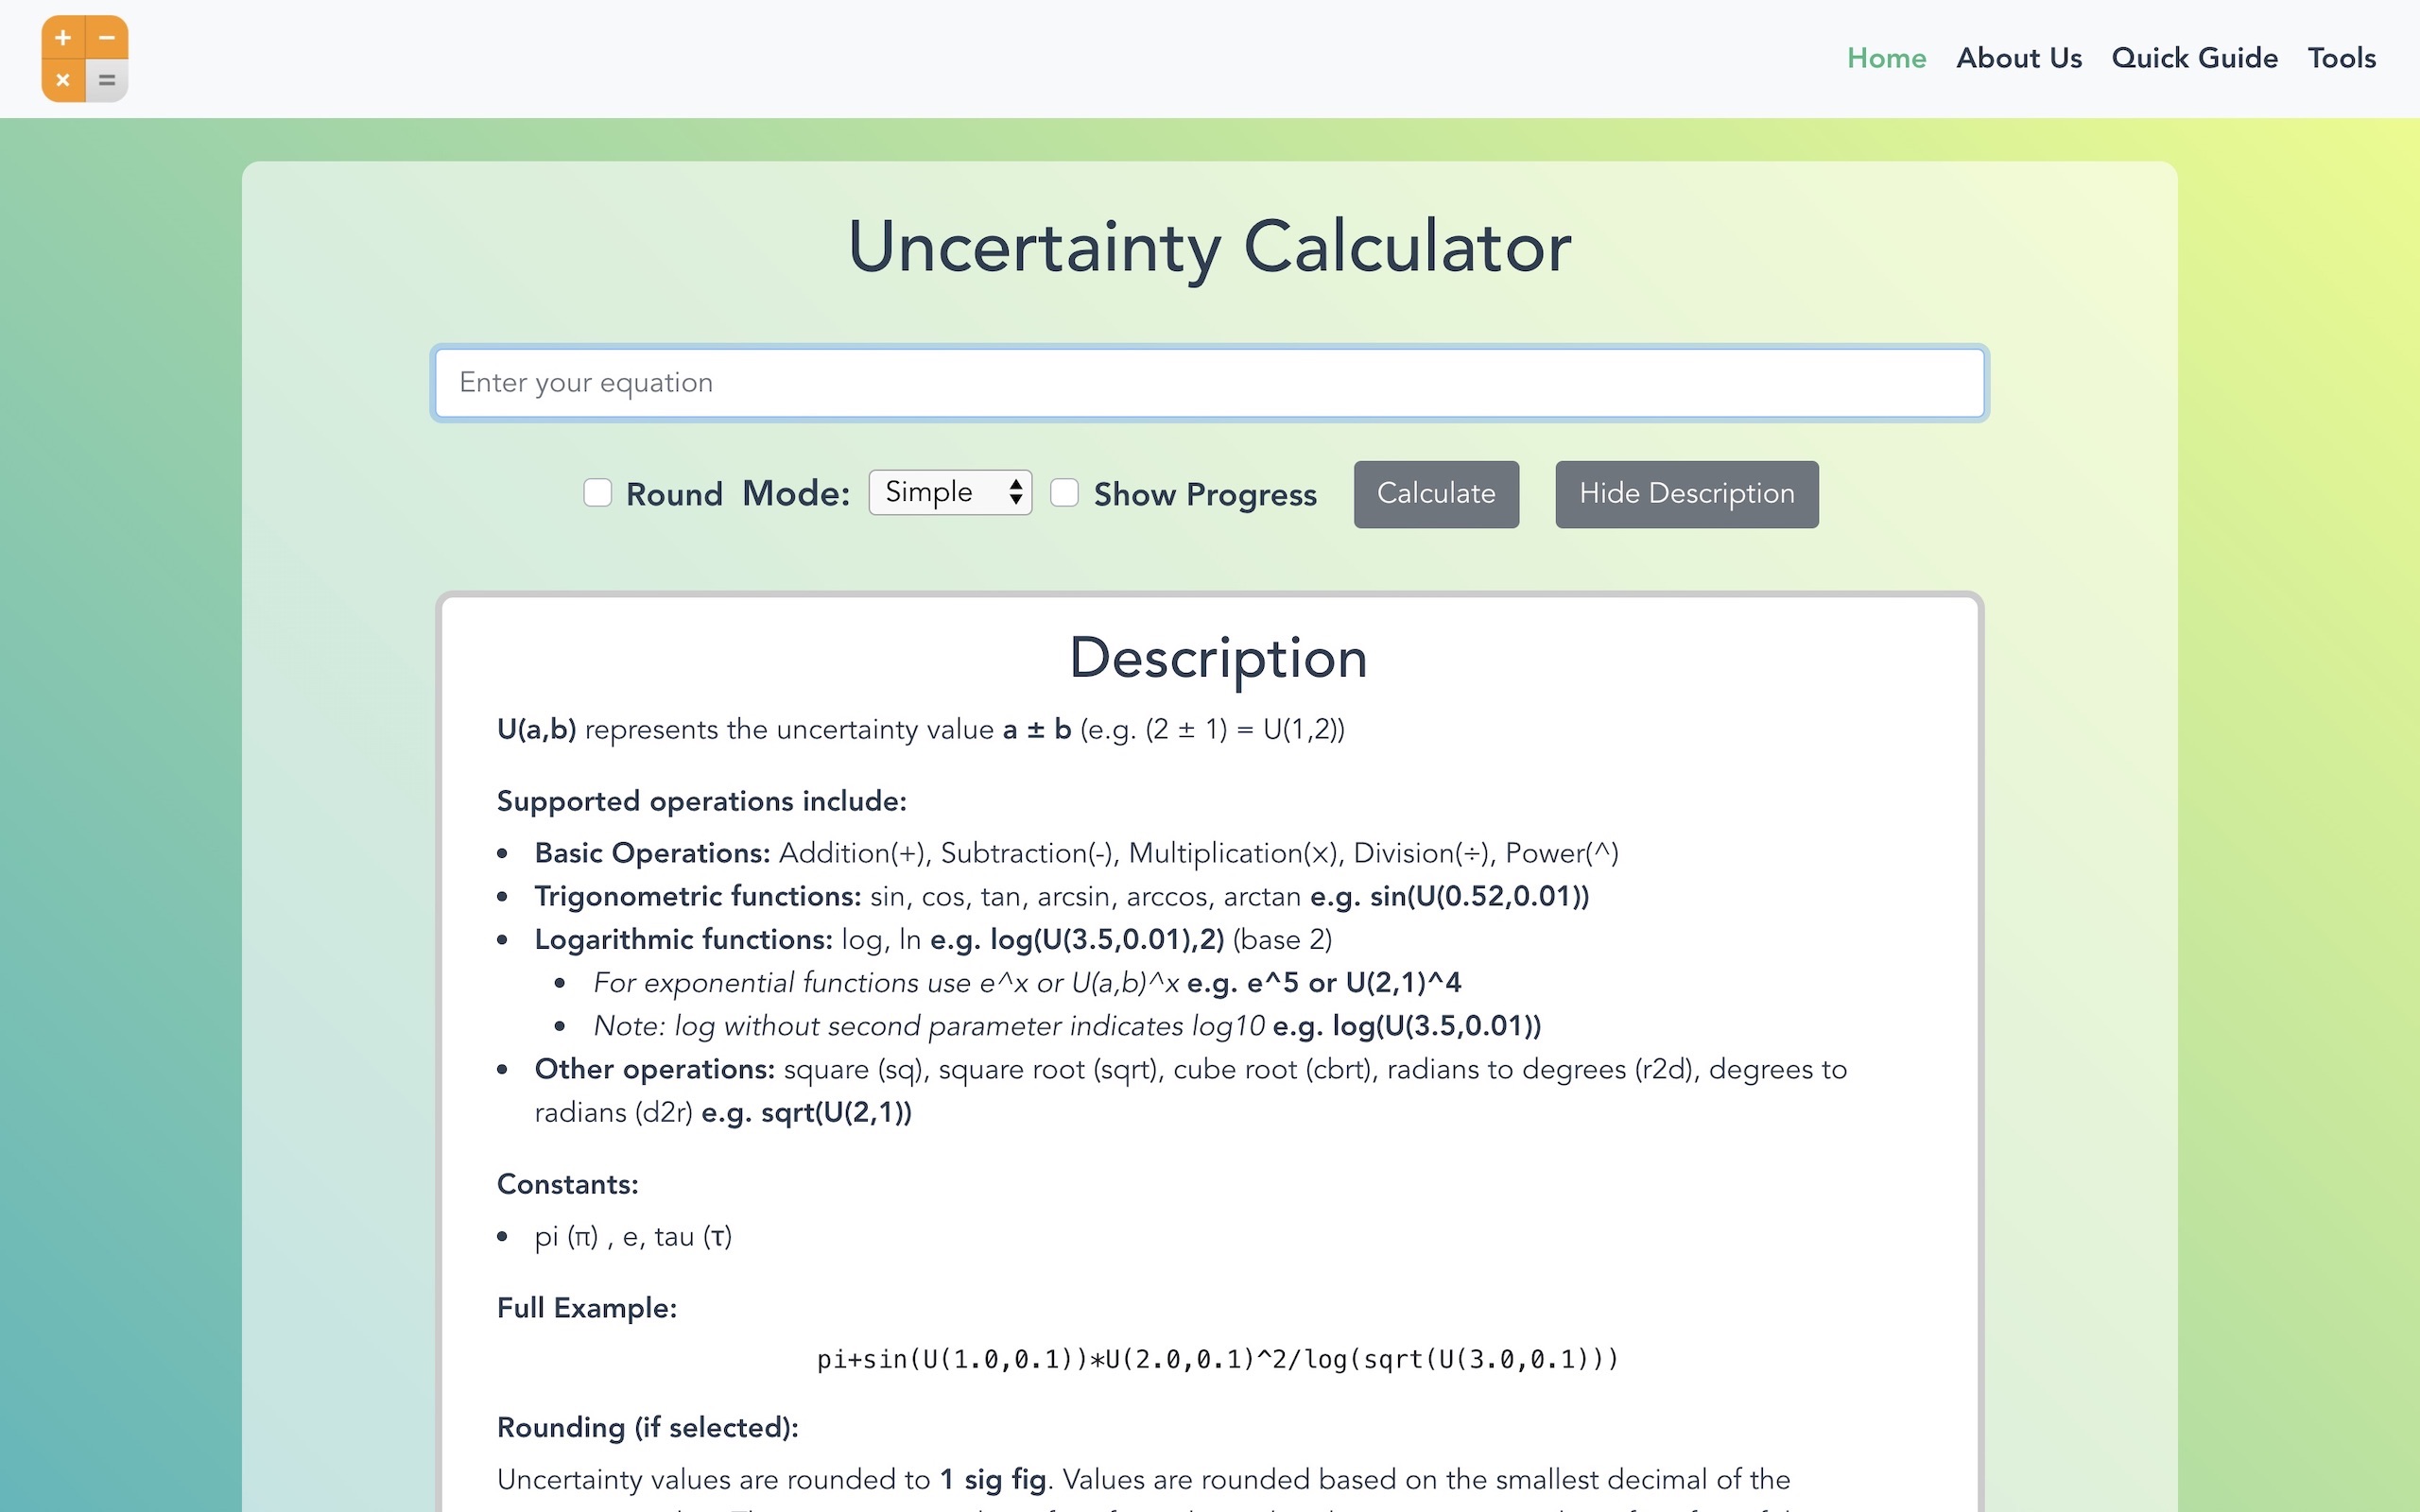 + −
× =
Home About Us Quick Guide Tools
Uncertainty Calculator
Enter your equation
Round Mode: Simple Show Progress Calculate Hide Description
Description
U(a,b) represents the uncertainty value a ± b (e.g. (2 ± 1) = U(1,2))
Supported operations include:
• Basic Operations: Addition(+), Subtraction(-), Multiplication(x), Division(÷), Power(^)
• Trigonometric functions: sin, cos, tan, arcsin, arccos, arctan e.g. sin(U(0.52,0.01))
• Logarithmic functions: log, ln e.g. log(U(3.5,0.01),2) (base 2)
• For exponential functions use e^x or U(a,b)^x e.g. e^5 or U(2,1)^4
• Note: log without second parameter indicates log10 e.g. log(U(3.5,0.01))
• Other operations: square (sq), square root (sqrt), cube root (cbrt), radians to degrees (r2d), degrees to
radians (d2r) e.g. sqrt(U(2,1))
Constants:
• pi (π) , e, tau (τ)
Full Example:
pi+sin(U(1.0,0.1))*U(2.0,0.1)^2/log(sqrt(U(3.0,0.1)))
Rounding (if selected):
Uncertainty values are rounded to 1 sig fig. Values are rounded based on the smallest decimal of the